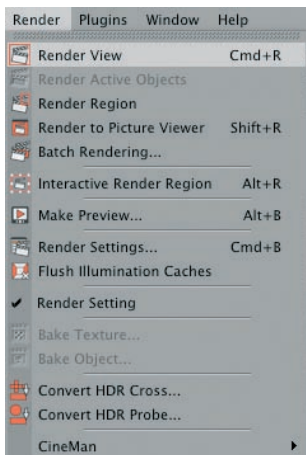 Render Plugins Window Help
Render View Cmd+R
Render Active Objects
Render Region
Render to Picture Viewer Shift+R
Batch Rendering...
Interactive Render Region Alt+R
Make Preview... Alt+B
Render Settings... Cmd+B
Flush Illumination Caches
Render Setting
Bake Texture...
Bake Object...
Convert HDR Cross...
Convert HDR Probe...
CineMan